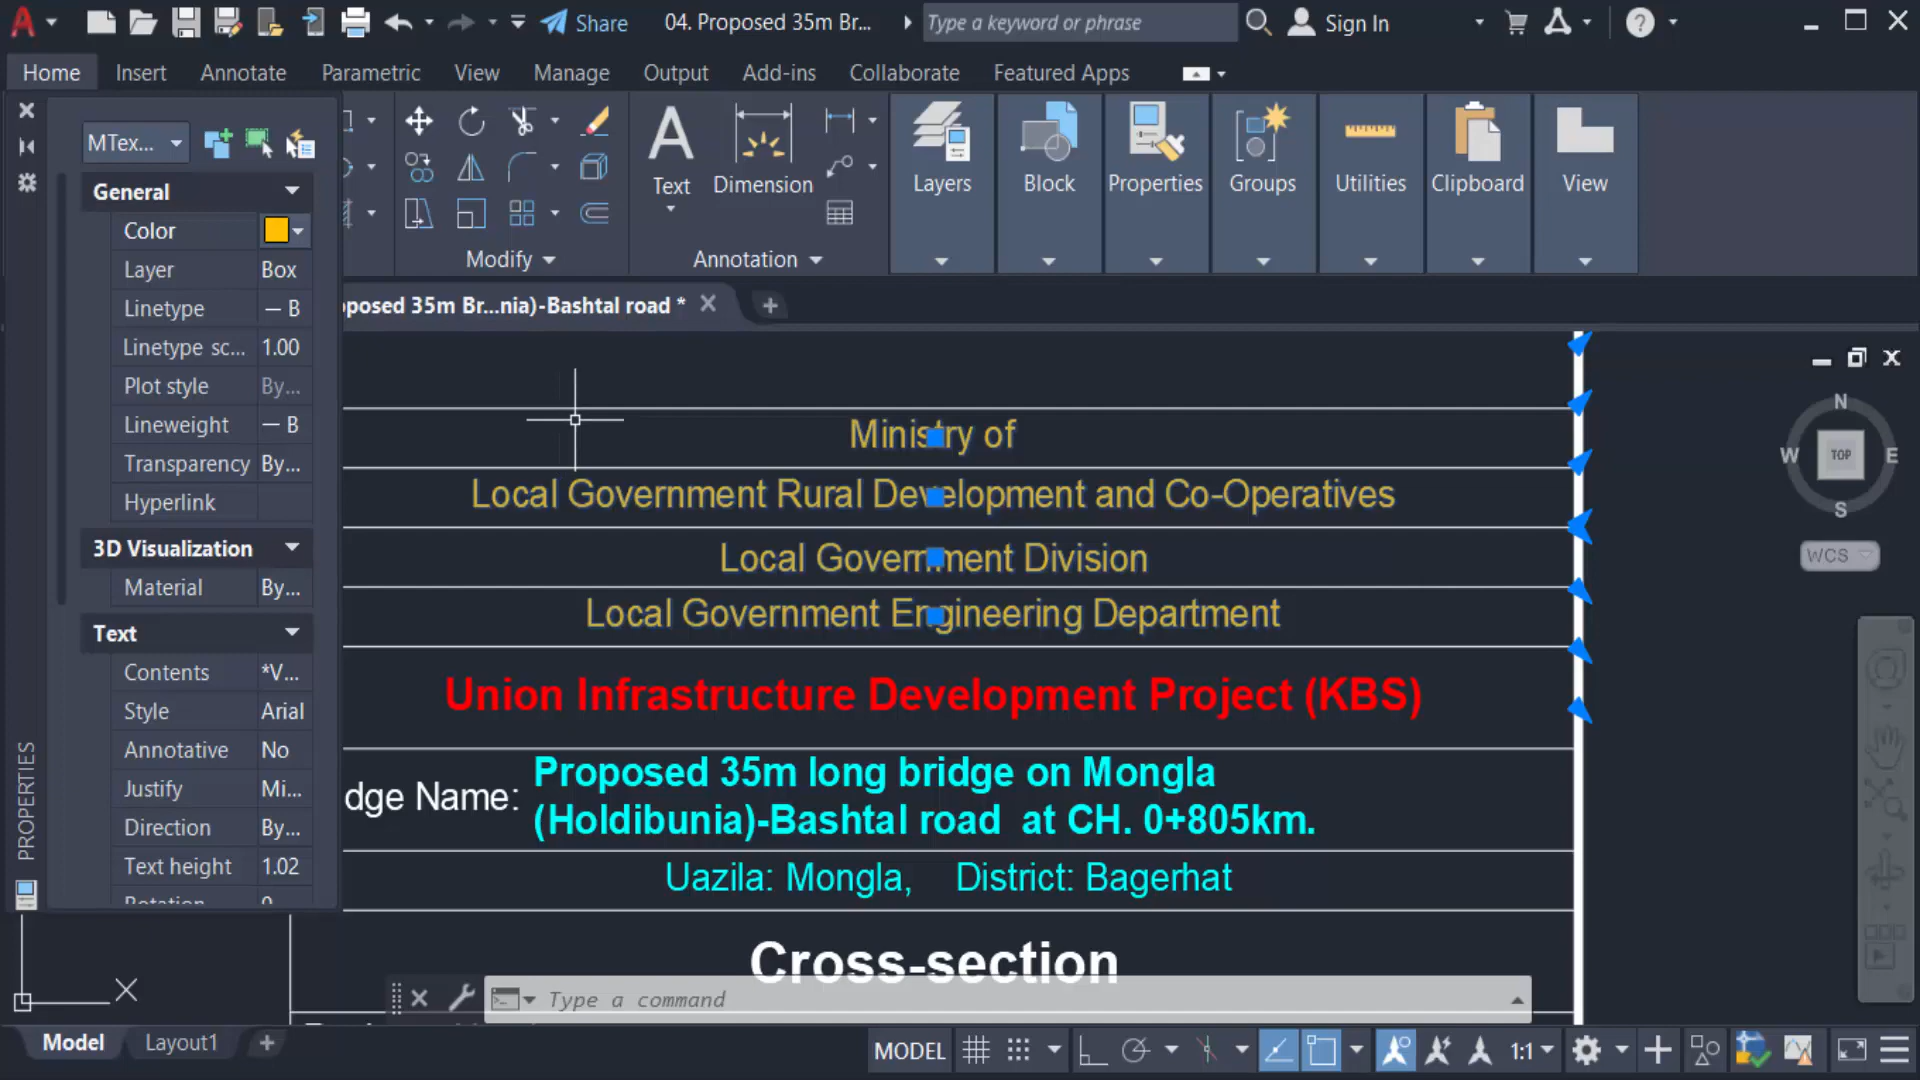 Share
04. Proposed 35m Br...
Type a keyword or phrase
Sign In
Home
Insert
Annotate
Parametric
View
Manage
Output
Add-ins
Collaborate
Featured Apps
MTex...
General
Color
Layer
Box
Linetype
B
Linetype sc...
1.00
Plot style
By...
Lineweight
B
Transparency
By...
Hyperlink
3D Visualization
Material
By...
Text
Contents
*V...
Style
Arial
Annotative
No
Justify
Mi...
Direction
By...
Text height
1.02
Rotation
0
PROPERTIES
Modify
Text
Dimension
Annotation
Layers
Block
Properties
Groups
Utilities
Clipboard
View
posed 35m Br...nia)-Bashtal road *
Ministry of
Local Government Rural Development and Co-Operatives
Local Government Division
Local Government Engineering Department
Union Infrastructure Development Project (KBS)
dge Name:
Proposed 35m long bridge on Mongla
(Holdibunia)-Bashtal road at CH. 0+805km.
Uazila: Mongla, District: Bagerhat
Cross-section
N
W
TOP
E
S
WCS
Type a command
Model
Layout1
MODEL
1:1